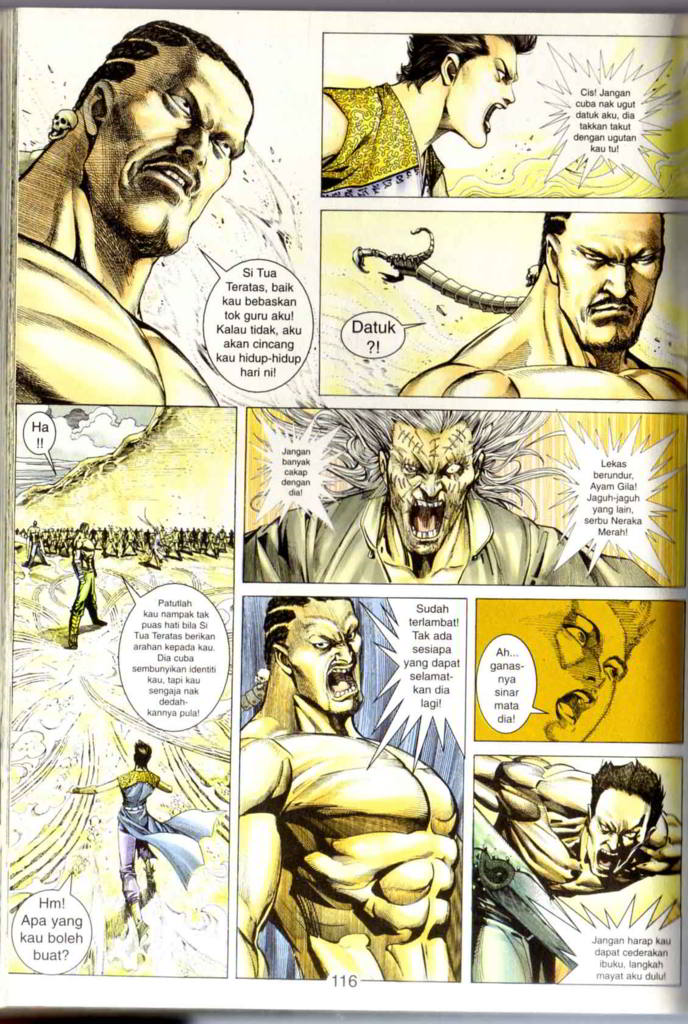 Si Tua
Teratas, baik
kau bebaskan
tok guru aku!
Kalau tidak, aku
akan cincang
kau hidup-hidup
hari ni!
Cis! Jangan
cuba nak ugut
datuk aku, dia
takkan takut
dengan ugutan
kau tu!
Datuk
?!
Ha
!!
Patutlah
kau nampak tak
puas hati bila Si
Tua Teratas berikan
arahan kepada kau.
Dia cuba
sembunyikan identiti
kau, tapi kau
sengaja nak
dedah-
kannya pula!
Hm!
Apa yang
kau boleh
buat?
Jangan
banyak
cakap
dengan
dia!
Lekas
berundur,
Ayam Gila!
Jaguh-jaguh
yang lain,
serbu Neraka
Merah!
Sudah
terlambat!
Tak ada
sesiapa
yang dapat
selamat-
kan dia
lagi!
Ah...
ganas-
nya
sinar
mata
dia!
Jangan harap kau
dapat cederakan
ibuku, langkah
mayat aku dulu!
116